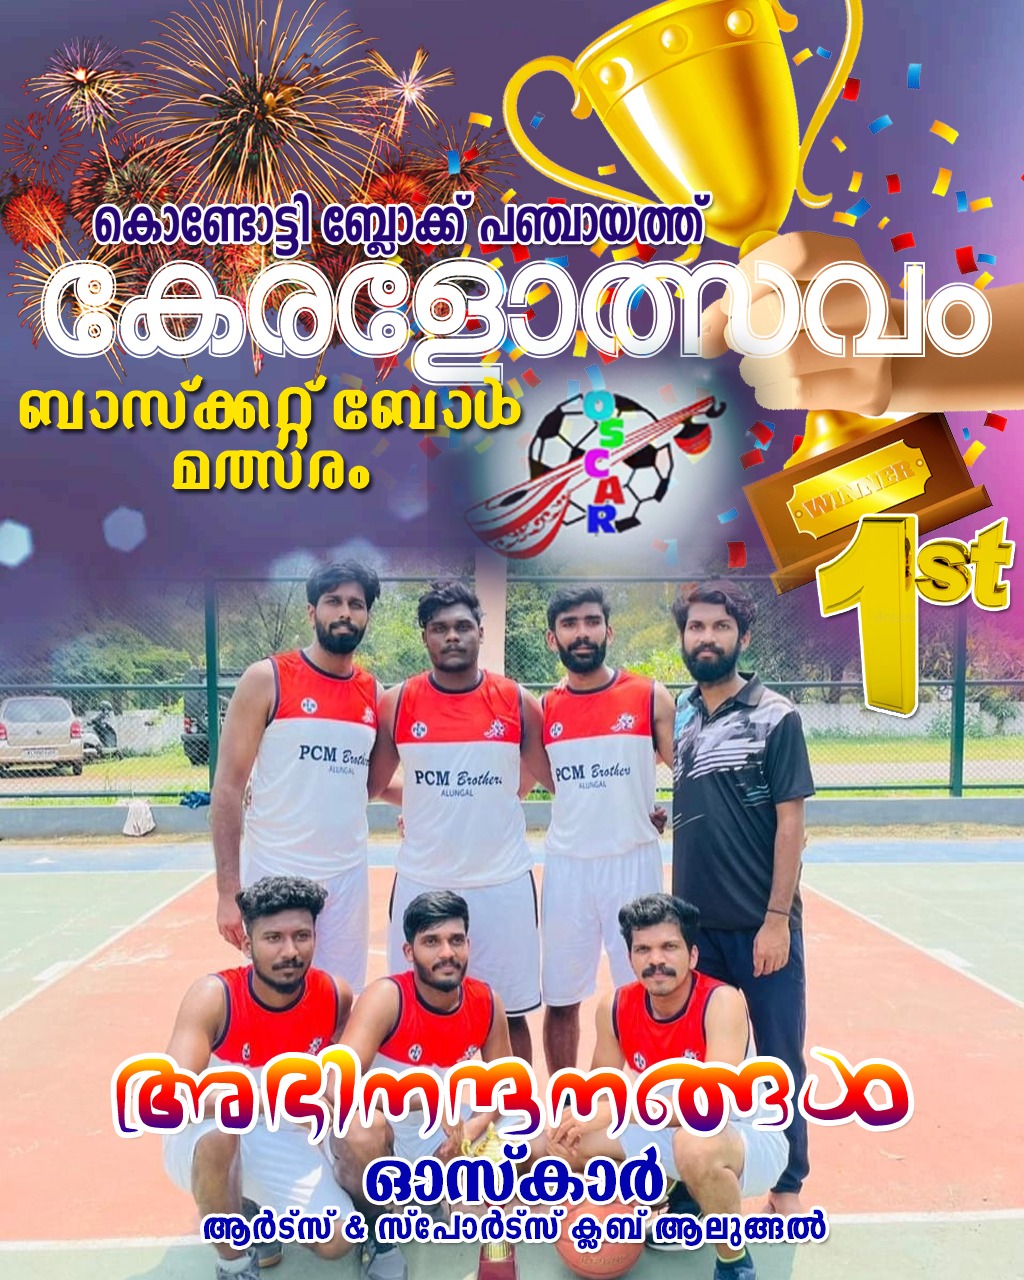 കൊണ്ടോട്ടി ബ്ലോക്ക് പഞ്ചായത്ത്
കേരളോത്സവം
ബാസ്ക്കറ്റ് ബോൾ
മത്സരം
OSCAR
WINNER
1st
PCM Brothers
ALUNGAL
PCM Brothers
ALUNGAL
PCM Brothers
ALUNGAL
അഭിനന്ദനങ്ങൾ
ഓസ്കാർ
ആർട്സ് & സ്പോർട്സ് ക്ലബ് ആലുങ്ങൽ